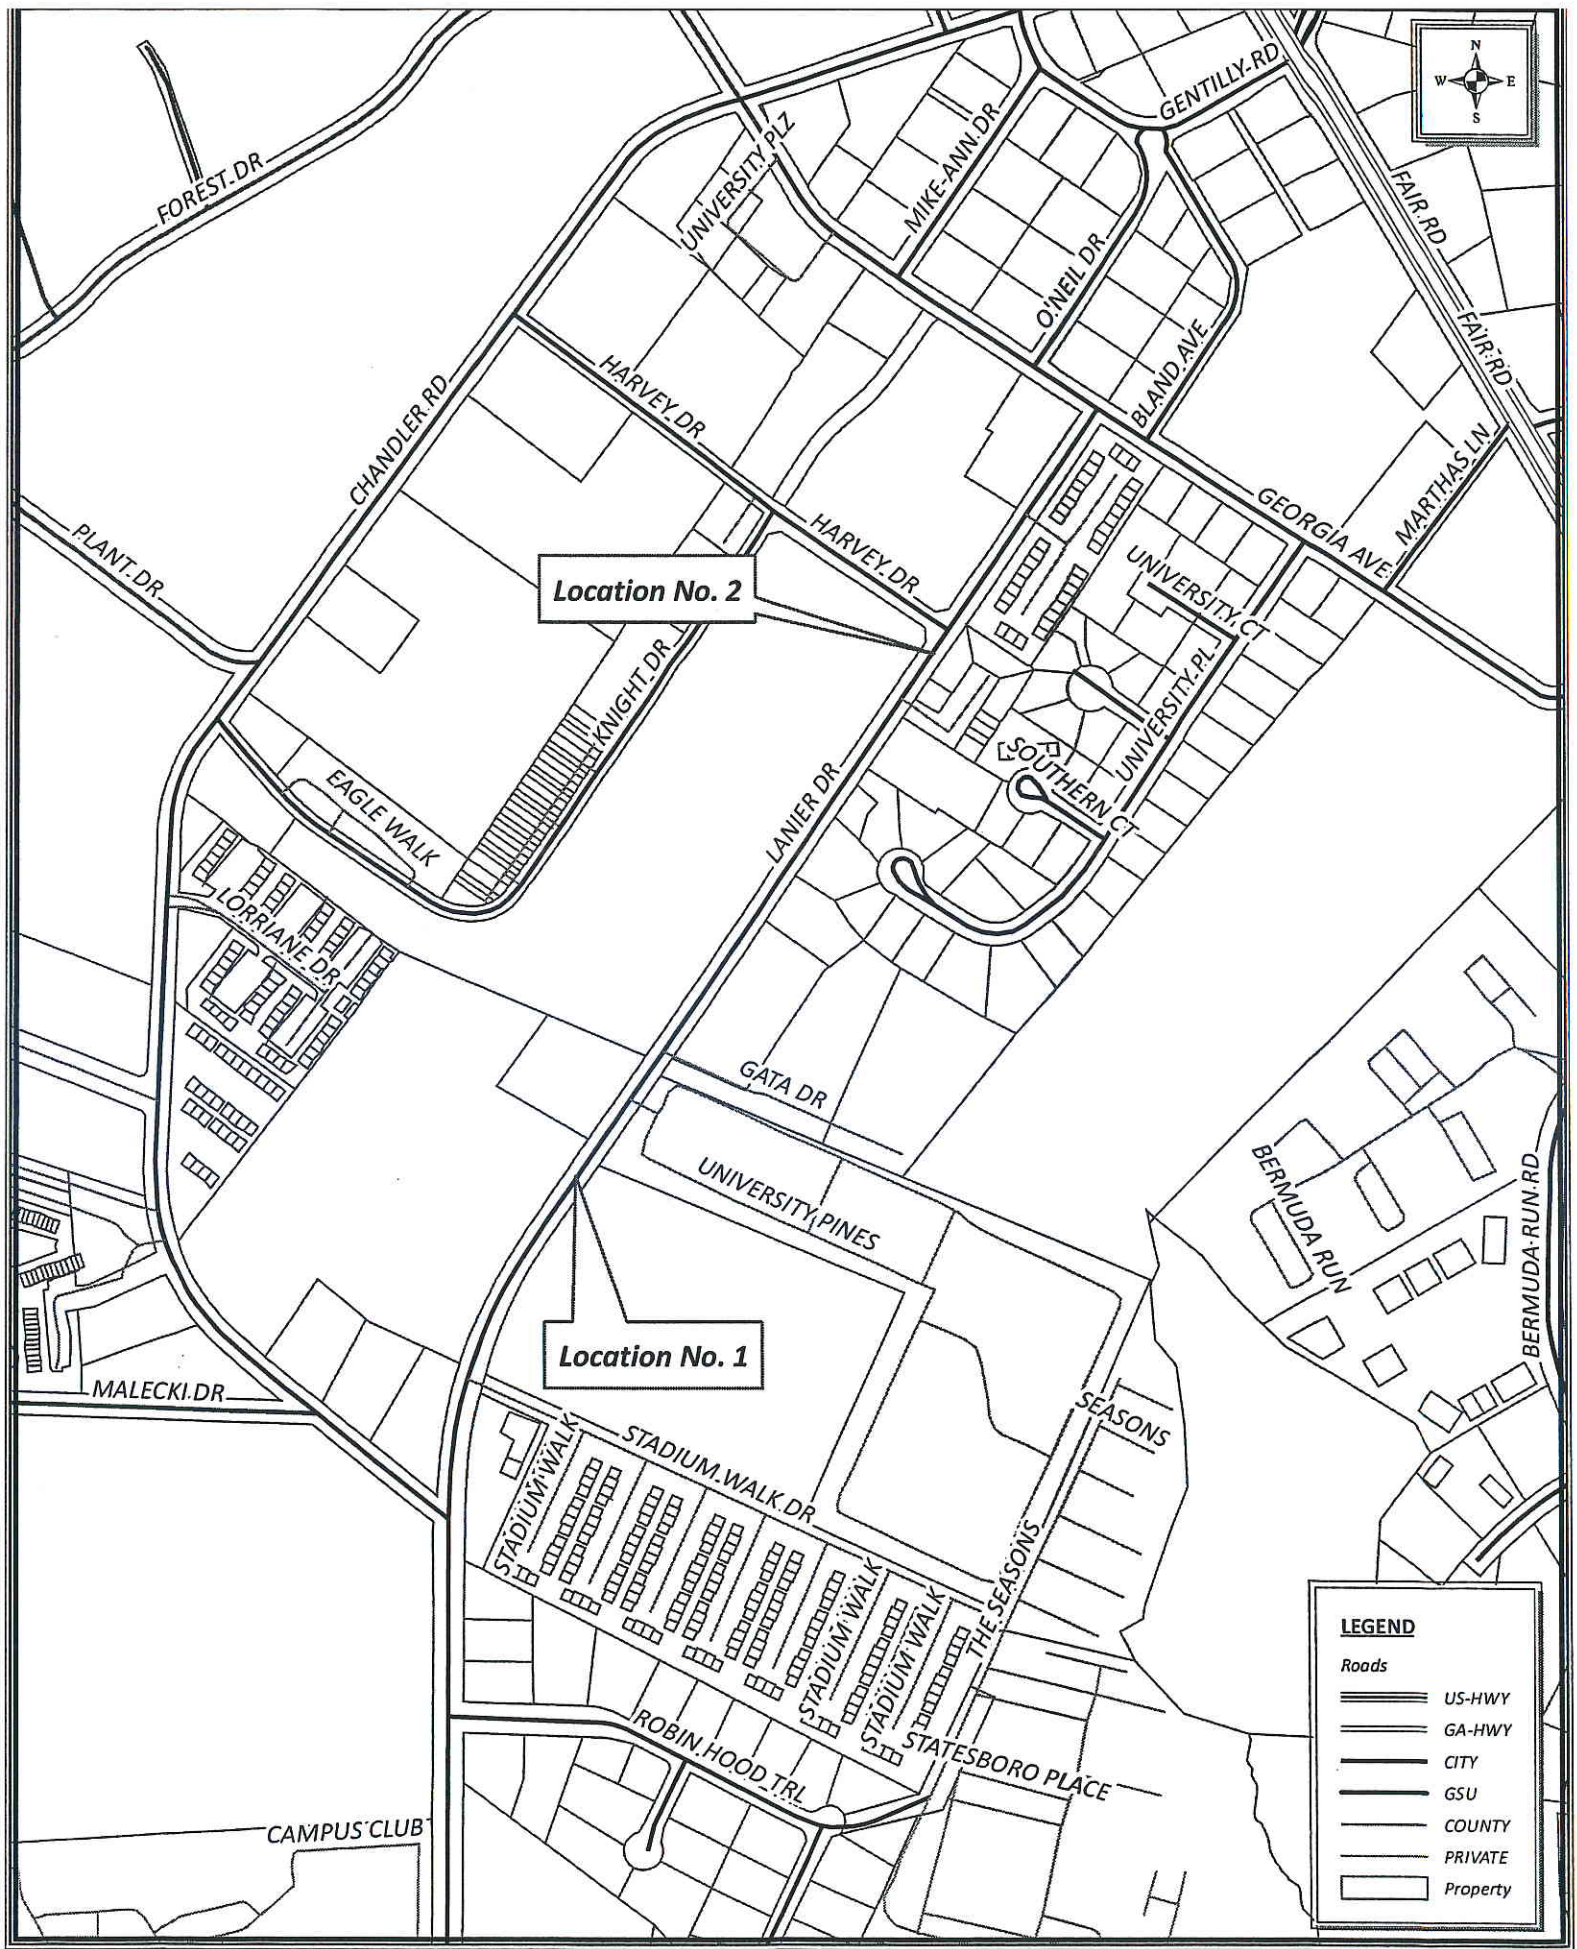 N
W E
S
GENTILLY RD
FOREST DR
UNIVERSITY PLZ
MIKE ANN DR
FAIR RD
O'NEIL DR
FAIR RD
BLAND AVE
HARVEY DR
CHANDLER RD
MARTHAS LN
GEORGIA AVE
PLANT DR
HARVEY DR
UNIVERSITY CT
Location No. 2
KNIGHT DR
UNIVERSITY PL
SOUTHERN CT
EAGLE WALK
LANIER DR
LORRIANE DR
GATA DR
UNIVERSITY PINES
BERMUDA RUN
BERMUDA RUN RD
Location No. 1
MALECKI DR
SEASONS
STADIUM WALK
STADIUM WALK DR
THE SEASONS
STADIUM WALK
STADIUM WALK
ROBIN HOOD TRL
STATESBORO PLACE
CAMPUS CLUB
LEGEND
Roads
US-HWY
GA-HWY
CITY
GSU
COUNTY
PRIVATE
Property